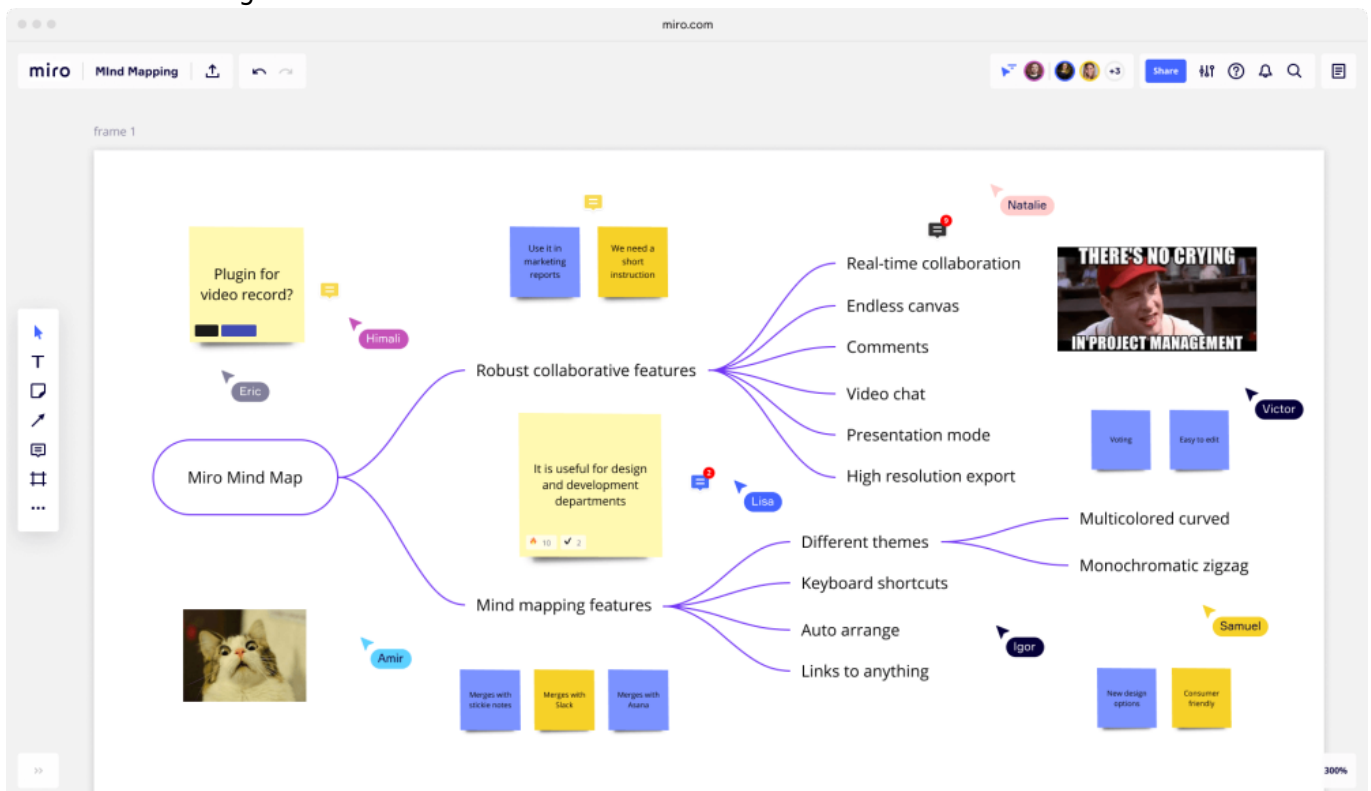 miro.com
miro
MInd Mapping
+3
Share
frame 1
Natalie
9
Plugin for
video record?
Himali
Eric
Use it in
marketing
reports
We need a
short
instruction
Real-time collaboration
Endless canvas
Comments
Video chat
Presentation mode
High resolution export
THERE'S NO CRYING
IN PROJECT MANAGEMENT
Robust collaborative features
Victor
Voting
Easy to edit
Miro Mind Map
It is useful for design
and development
departments
10
2
2
Lisa
Different themes
Keyboard shortcuts
Auto arrange
Links to anything
Multicolored curved
Monochromatic zigzag
Mind mapping features
Samuel
Igor
Amir
Merges with
stickie notes
Merges with
Slack
Merges with
Asana
New design
options
Consumer
friendly
300%